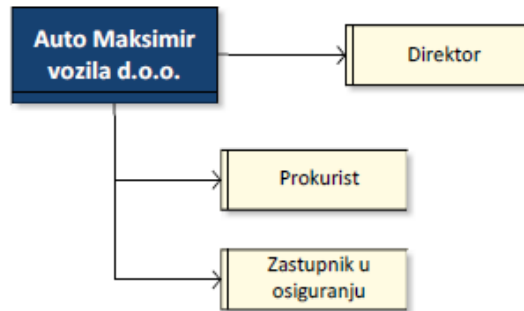 Auto Maksimir
vozila d.o.o.
Direktor
Prokurist
Zastupnik u
osiguranju